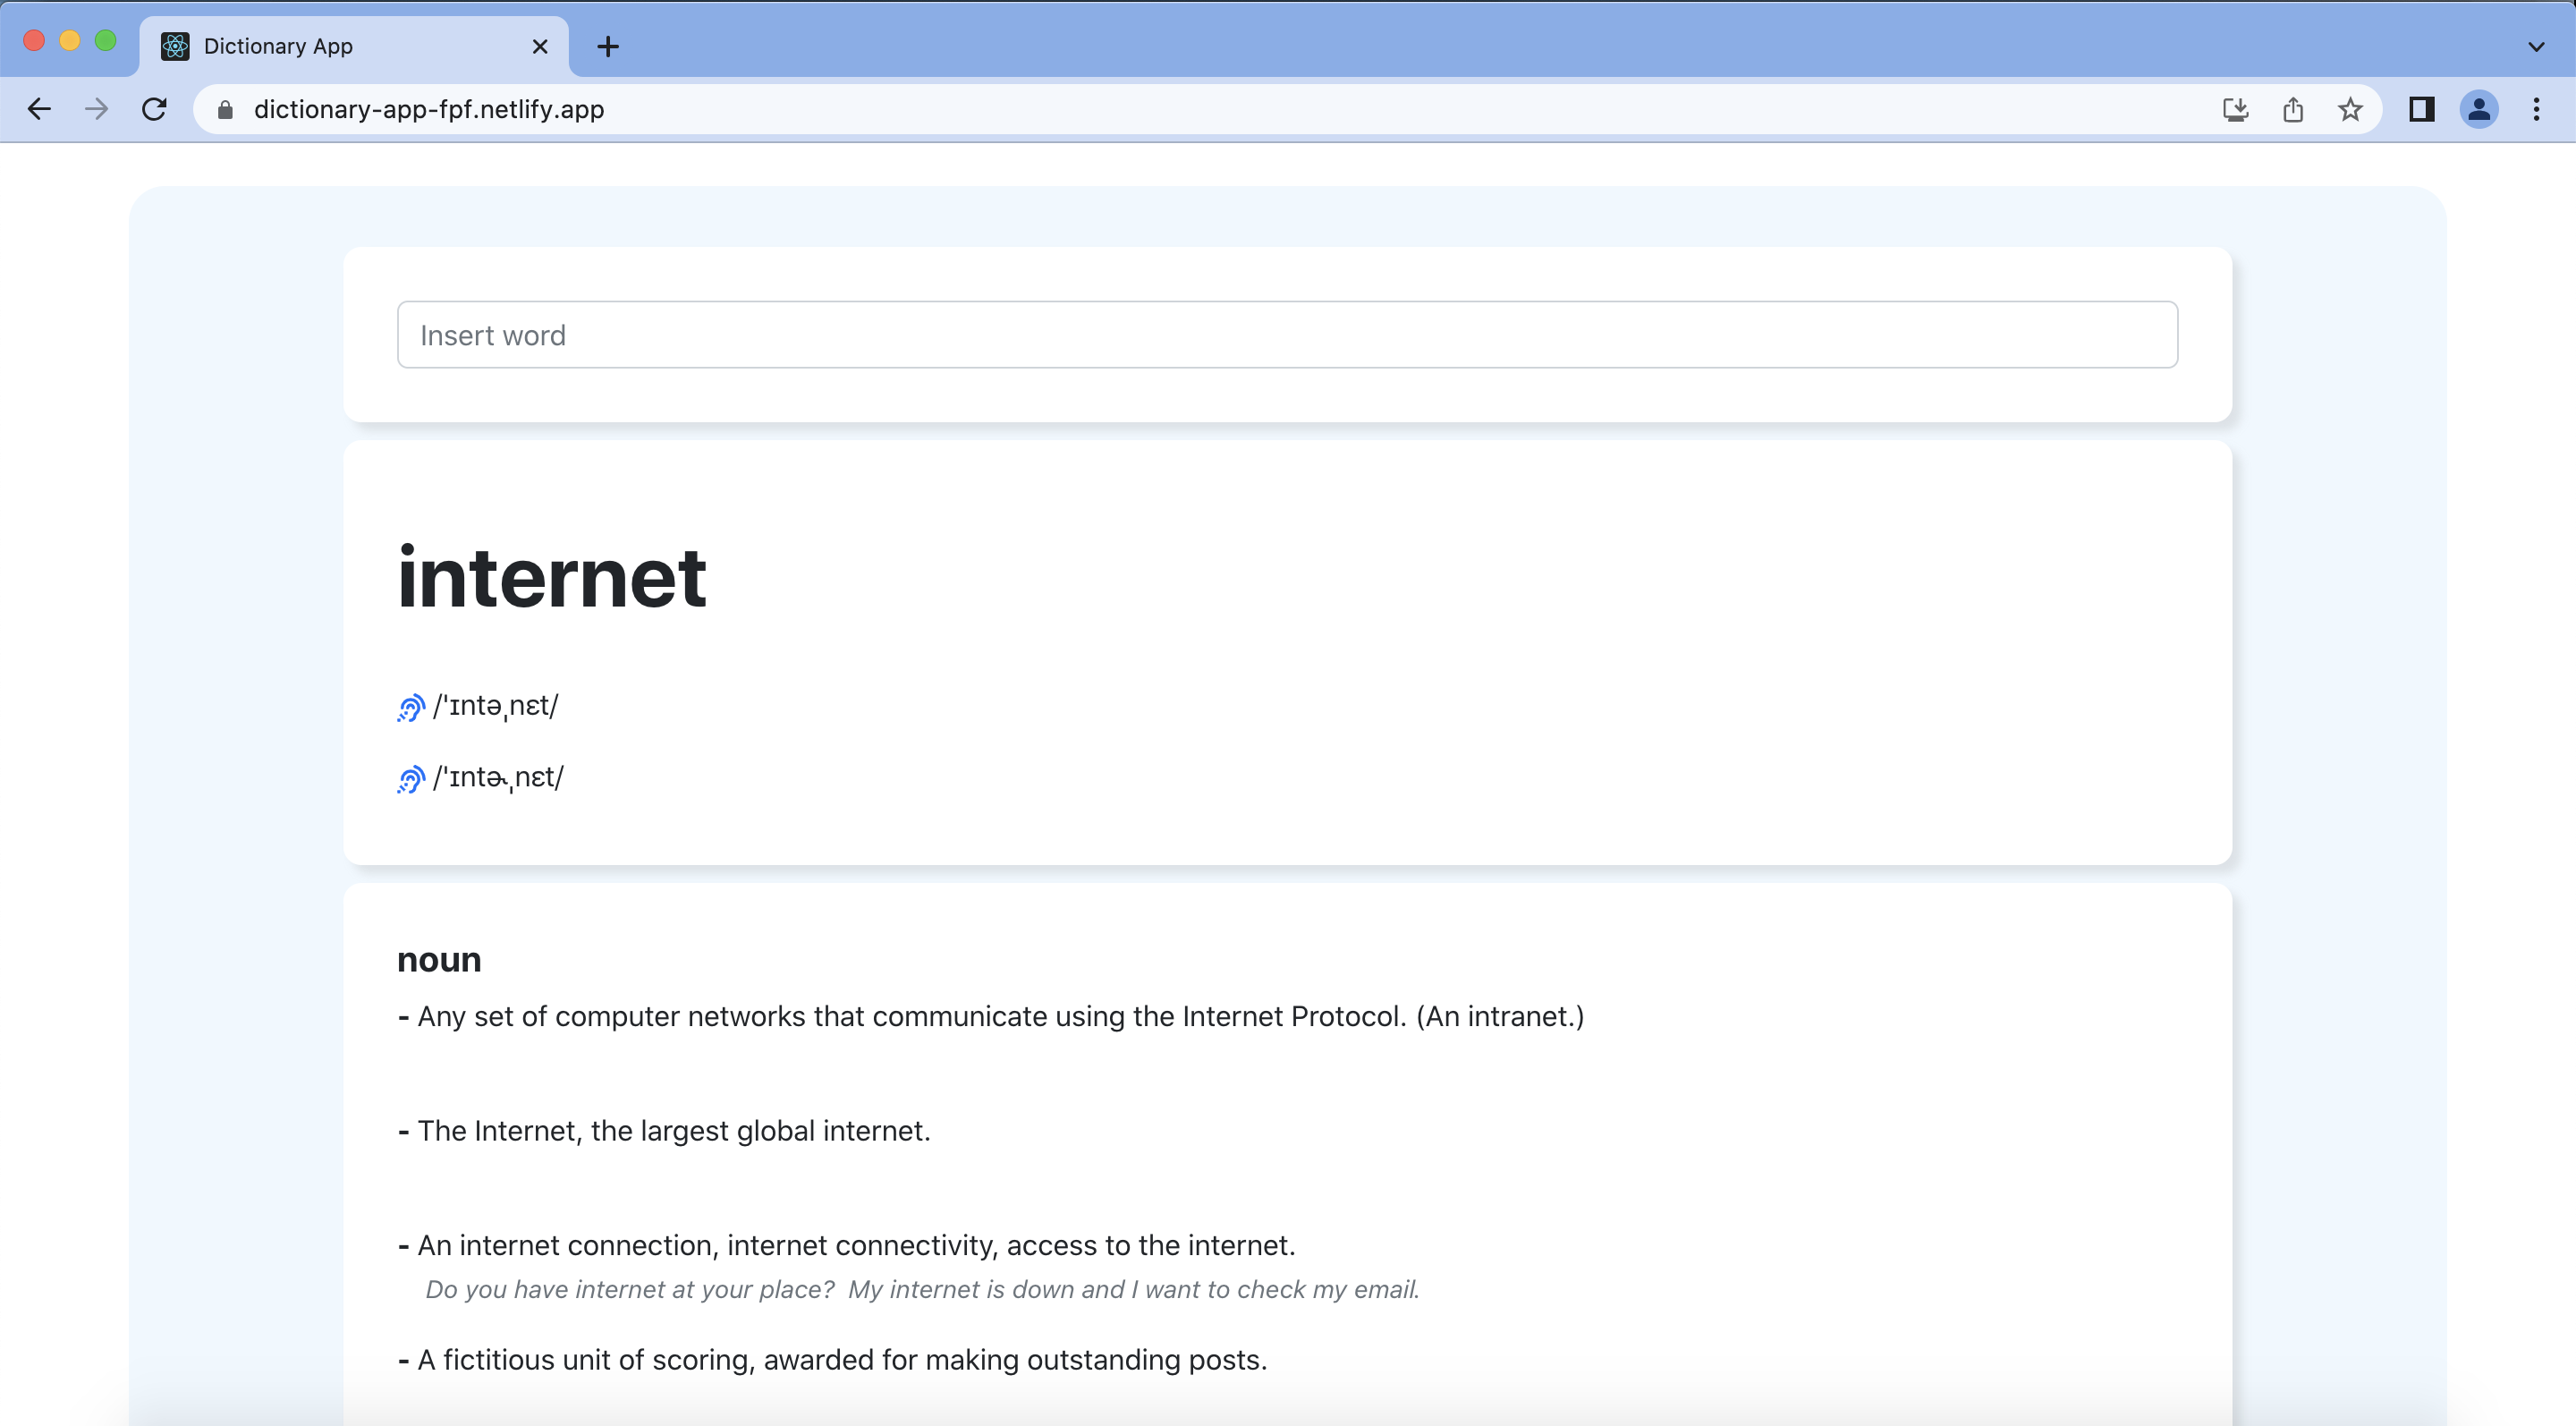 Dictionary App
dictionary-app-fpf.netlify.app
Insert word
internet
/ˈɪntəˌnɛt/
/ˈɪntɚˌnɛt/
noun
- Any set of computer networks that communicate using the Internet Protocol. (An intranet.)
- The Internet, the largest global internet.
- An internet connection, internet connectivity, access to the internet.
Do you have internet at your place?  My internet is down and I want to check my email.
- A fictitious unit of scoring, awarded for making outstanding posts.